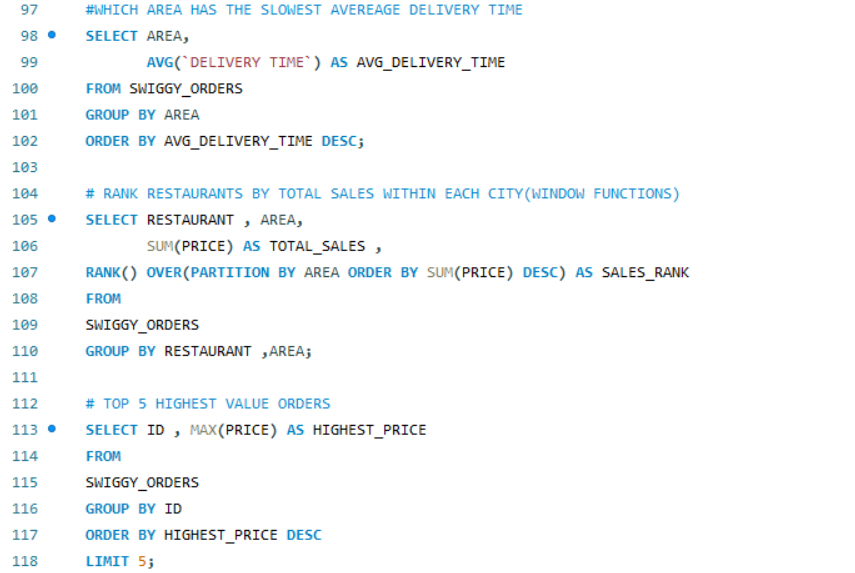 97 #WHICH AREA HAS THE SLOWEST AVEREAGE DELIVERY TIME
98 SELECT AREA,
99 AVG(`DELIVERY TIME`) AS AVG_DELIVERY_TIME
100 FROM SWIGGY_ORDERS
101 GROUP BY AREA
102 ORDER BY AVG_DELIVERY_TIME DESC;
103
104 # RANK RESTAURANTS BY TOTAL SALES WITHIN EACH CITY(WINDOW FUNCTIONS)
105 SELECT RESTAURANT , AREA,
106 SUM(PRICE) AS TOTAL_SALES ,
107 RANK() OVER(PARTITION BY AREA ORDER BY SUM(PRICE) DESC) AS SALES_RANK
108 FROM
109 SWIGGY_ORDERS
110 GROUP BY RESTAURANT ,AREA;
111
112 # TOP 5 HIGHEST VALUE ORDERS
113 SELECT ID , MAX(PRICE) AS HIGHEST_PRICE
114 FROM
115 SWIGGY_ORDERS
116 GROUP BY ID
117 ORDER BY HIGHEST_PRICE DESC
118 LIMIT 5;